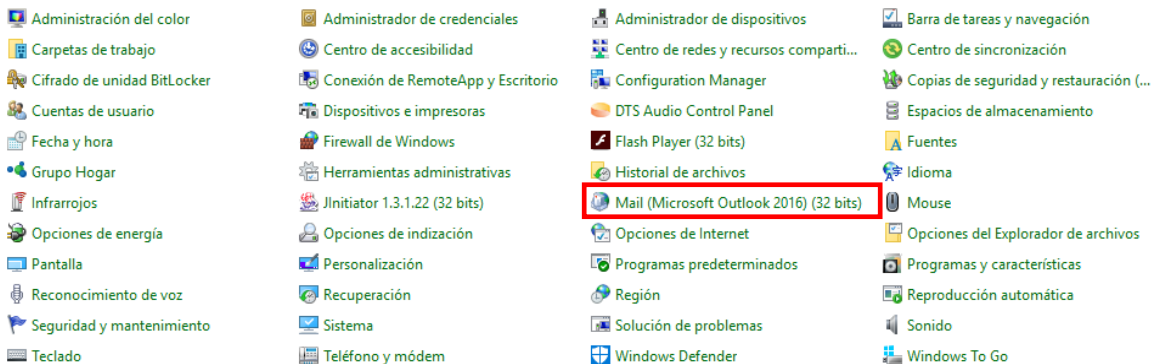 Administración del color
Administrador de credenciales
Administrador de dispositivos
Barra de tareas y navegación
Carpetas de trabajo
Centro de accesibilidad
Centro de redes y recursos comparti...
Centro de sincronización
Cifrado de unidad BitLocker
Conexión de RemoteApp y Escritorio
Configuration Manager
Copias de seguridad y restauración (...
Cuentas de usuario
Dispositivos e impresoras
DTS Audio Control Panel
Espacios de almacenamiento
Fecha y hora
Firewall de Windows
Flash Player (32 bits)
Fuentes
Grupo Hogar
Herramientas administrativas
Historial de archivos
Idioma
Infrarrojos
JInitiator 1.3.1.22 (32 bits)
Mail (Microsoft Outlook 2016) (32 bits)
Mouse
Opciones de energía
Opciones de indización
Opciones de Internet
Opciones del Explorador de archivos
Pantalla
Personalización
Programas predeterminados
Programas y características
Reconocimiento de voz
Recuperación
Región
Reproducción automática
Seguridad y mantenimiento
Sistema
Solución de problemas
Sonido
Teclado
Teléfono y módem
Windows Defender
Windows To Go